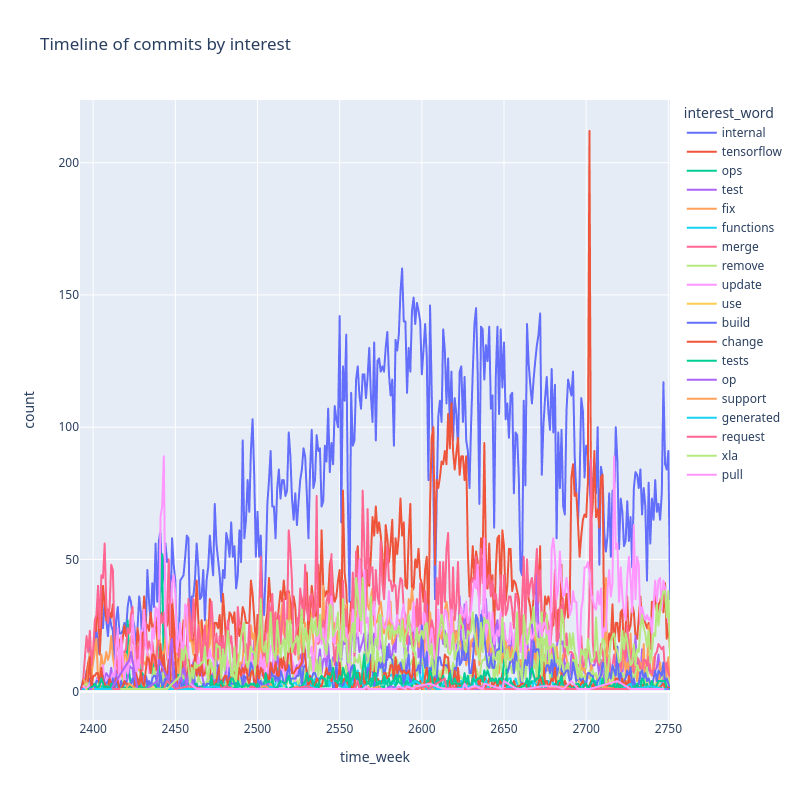 Timeline of commits by interest
interest_word
internal
tensorflow
ops
test
fix
functions
merge
remove
update
use
build
change
tests
op
support
generated
request
xla
pull
200
150
100
50
0
count
2400
2450
2500
2550
2600
2650
2700
2750
time_week